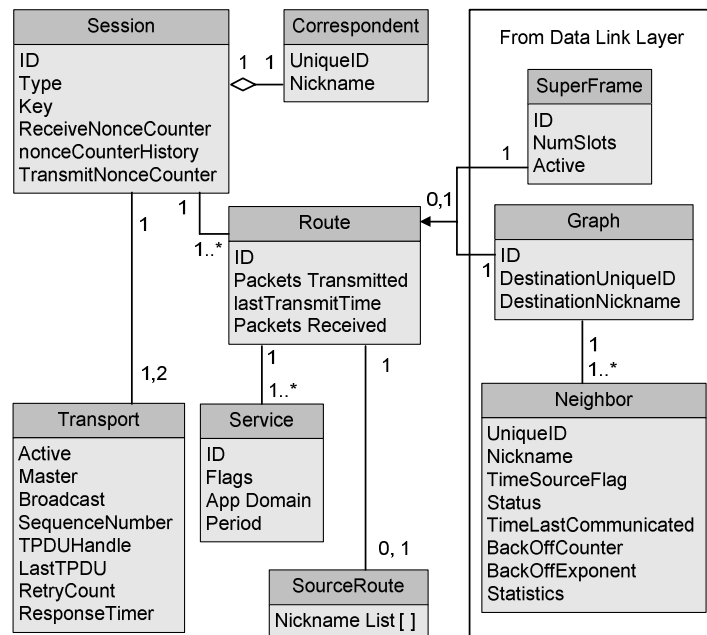 Session
ID
Type
Key
ReceiveNonceCounter
nonceCounterHistory
TransmitNonceCounter
1
1
Correspondent
UniqueID
Nickname
From Data Link Layer
SuperFrame
ID
NumSlots
Active
1
0,1
1
1..*
Route
ID
Packets Transmitted
lastTransmitTime
Packets Received
Graph
ID
DestinationUniqueID
DestinationNickname
1
1
1..*
1
1,2
1
1..*
1
0, 1
Transport
Active
Master
Broadcast
SequenceNumber
TPDUHandle
LastTPDU
RetryCount
ResponseTimer
Service
ID
Flags
App Domain
Period
SourceRoute
Nickname List [ ]
Neighbor
UniqueID
Nickname
TimeSourceFlag
Status
TimeLastCommunicated
BackOffCounter
BackOffExponent
Statistics